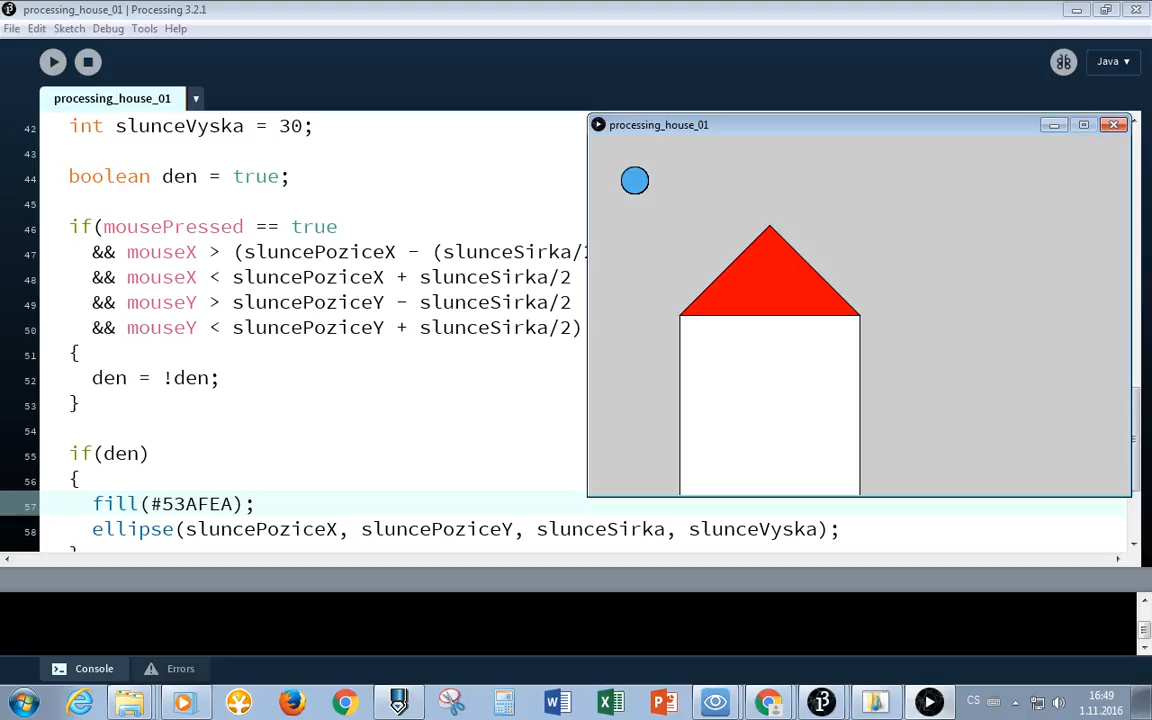 processing_house_01 | Processing 3.2.1
File Edit Sketch Debug Tools Help
Java ▾
processing_house_01 ▾
42 int slunceVyska = 30;
43
44 boolean den = true;
45
46 if(mousePressed == true
47 && mouseX > (sluncePoziceX - (slunceSirka/2
48 && mouseX < sluncePoziceX + slunceSirka/2
49 && mouseY > sluncePoziceY - slunceSirka/2
50 && mouseY < sluncePoziceY + slunceSirka/2)
51 {
52 den = !den;
53 }
54
55 if(den)
56 {
57 fill(#53AFEA);
58 ellipse(sluncePoziceX, sluncePoziceY, slunceSirka, slunceVyska);
processing_house_01
Console Errors
CS 16:49
1.11.2016